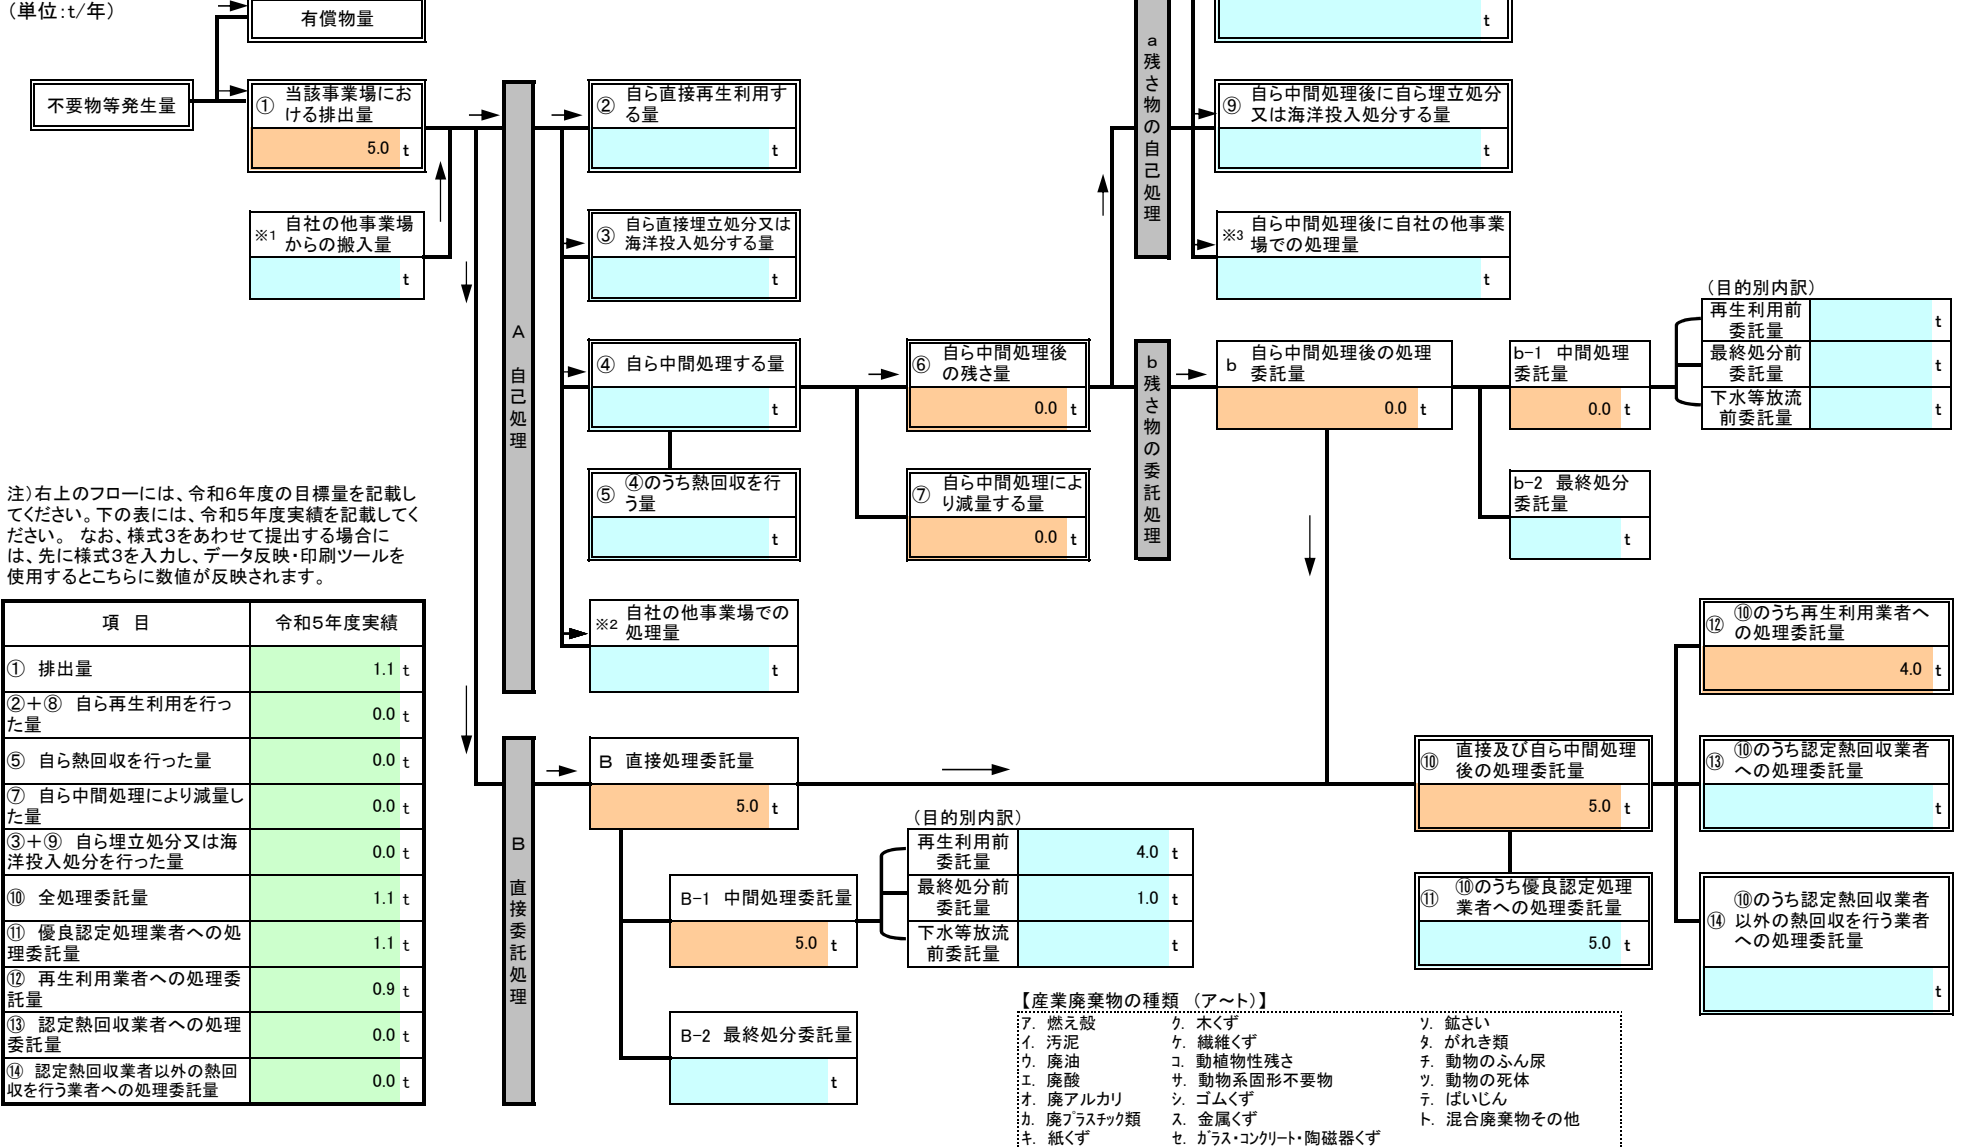 （単位：t/年）
有償物量
t
不要物等発生量
① 当該事業場にお
ける排出量
5.0 t
※1 自社の他事業場
からの搬入量
t
A 自己処理
② 自ら直接再生利用す
る量
t
③ 自ら直接埋立処分又は
海洋投入処分する量
t
④ 自ら中間処理する量
t
⑤ ④のうち熱回収を行
う量
t
※2 自社の他事業場での
処理量
t
⑥ 自ら中間処理後
の残さ量
0.0 t
⑦ 自ら中間処理によ
り減量する量
0.0 t
a残さ物の自己処理
⑨ 自ら中間処理後に自ら埋立処分
又は海洋投入処分する量
t
※3 自ら中間処理後に自社の他事業
場での処理量
t
b残さ物の委託処理
b 自ら中間処理後の処理
委託量
0.0 t
b-1 中間処理
委託量
0.0 t
b-2 最終処分
委託量
t
（目的別内訳）
再生利用前
委託量
t
最終処分前
委託量
t
下水等放流
前委託量
t
注）右上のフローには、令和６年度の目標量を記載し
てください。下の表には、令和５年度実績を記載してく
ださい。 なお、様式３をあわせて提出する場合に
は、先に様式３を入力し、データ反映・印刷ツールを
使用するとこちらに数値が反映されます。
項 目 令和５年度実績
① 排出量 1.1 t
②＋⑧ 自ら再生利用を行っ
た量 0.0 t
⑤ 自ら熱回収を行った量 0.0 t
⑦ 自ら中間処理により減量し
た量 0.0 t
③＋⑨ 自ら埋立処分又は海
洋投入処分を行った量 0.0 t
⑩ 全処理委託量 1.1 t
⑪ 優良認定処理業者への処
理委託量 1.1 t
⑫ 再生利用業者への処理委
託量 0.9 t
⑬ 認定熱回収業者への処理
委託量 0.0 t
⑭ 認定熱回収業者以外の熱回
収を行う業者への処理委託量 0.0 t
B 直接委託処理
B 直接処理委託量
5.0 t
B-1 中間処理委託量
5.0 t
B-2 最終処分委託量
t
（目的別内訳）
再生利用前
委託量
4.0 t
最終処分前
委託量
1.0 t
下水等放流
前委託量
t
⑩ 直接及び自ら中間処理
後の処理委託量
5.0 t
⑪ ⑩のうち優良認定処理
業者への処理委託量
5.0 t
⑫ ⑩のうち再生利用業者へ
の処理委託量
4.0 t
⑬ ⑩のうち認定熱回収業者
への処理委託量
t
⑭ ⑩のうち認定熱回収業者
以外の熱回収を行う業者
への処理委託量
t
【産業廃棄物の種類 （ア～ト）】
ア. 燃え殻 ク. 木くず ソ. 鉱さい
イ. 汚泥 ケ. 繊維くず タ. がれき類
ウ. 廃油 コ. 動植物性残さ チ. 動物のふん尿
エ. 廃酸 サ. 動物系固形不要物 ツ. 動物の死体
オ. 廃アルカリ シ. ゴムくず テ. ばいじん
カ. 廃プラスチック類 ス. 金属くず ト. 混合廃棄物その他
キ. 紙くず セ. ガラス・コンクリート・陶磁器くず